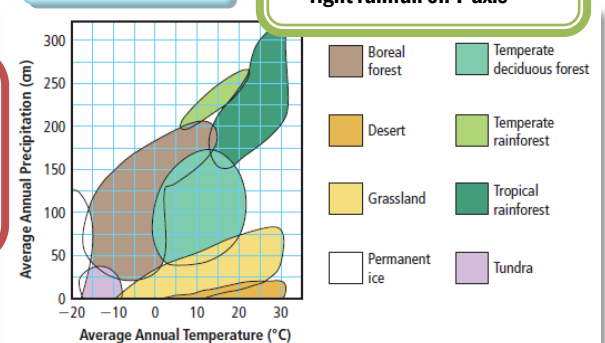 300
250
200
150
100
50
0
Average Annual Precipitation (cm)
−20 −10 0 10 20 30
Average Annual Temperature (°C)
Boreal
forest
Temperate
deciduous forest
Desert
Temperate
rainforest
Grassland
Tropical
rainforest
Permanent
ice
Tundra